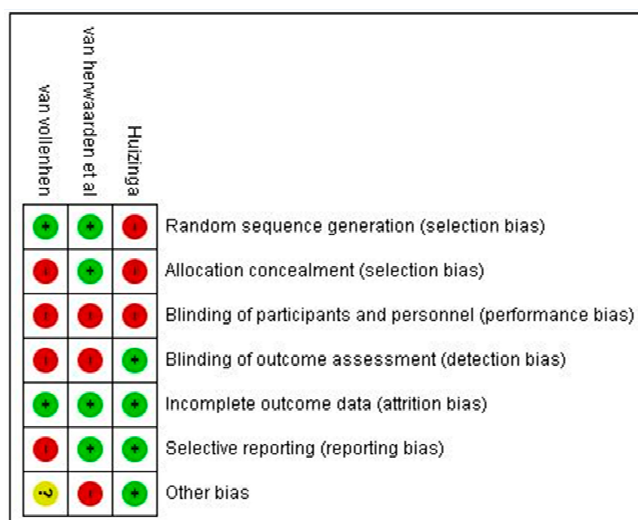 van vollenhen
van herwaarden et al
Huizinga
+ + - Random sequence generation (selection bias)
- + - Allocation concealment (selection bias)
- - - Blinding of participants and personnel (performance bias)
- - + Blinding of outcome assessment (detection bias)
+ + + Incomplete outcome data (attrition bias)
- + + Selective reporting (reporting bias)
? - + Other bias